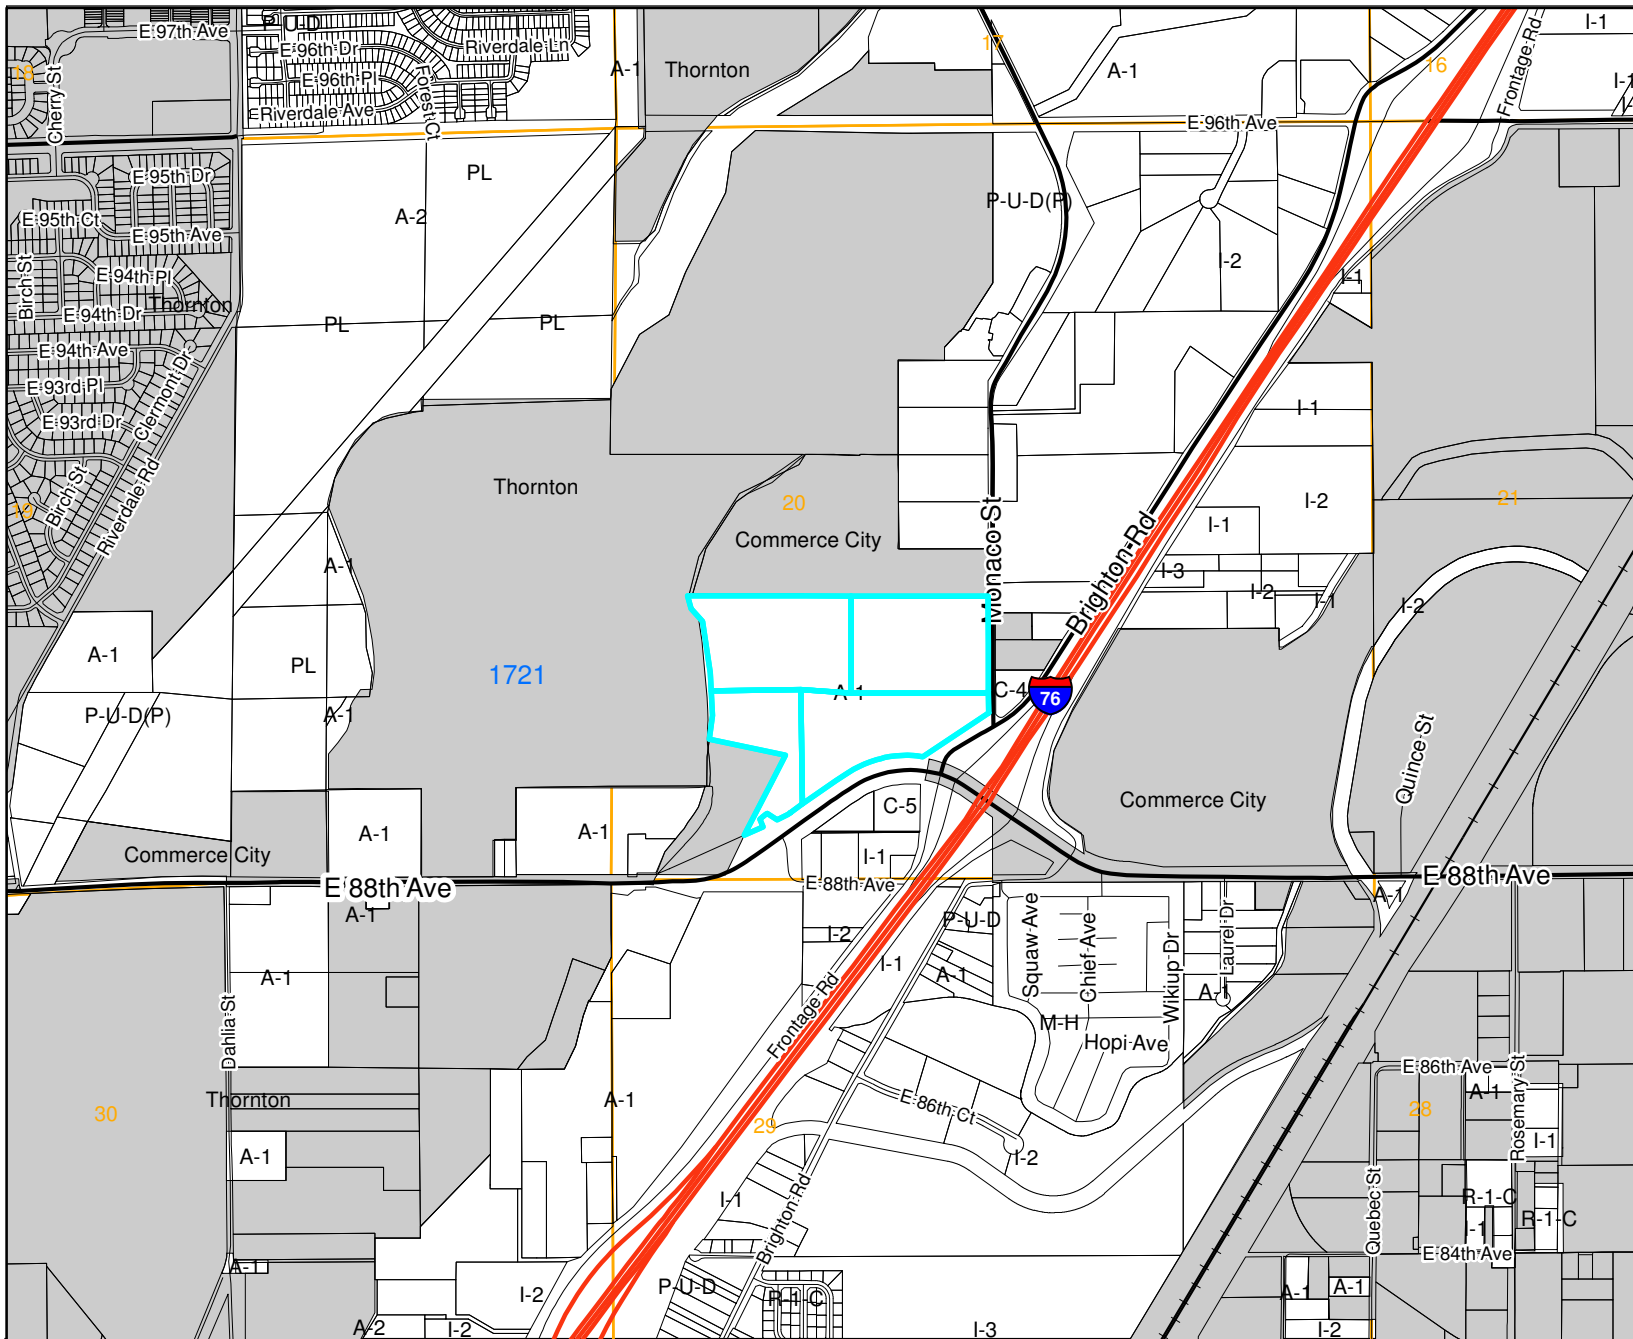 P-U-D
E 97th Ave
E 96th Dr
Riverdale Ln
17
I-1
18
Cherry St
E 96th Pl
Forest Ct
A-1
Thornton
A-1
16
Frontage Rd
I-1
Riverdale Ave
E 96th Ave
E 95th Dr
PL
P-U-D(P)
E 95th Ct
A-2
E 95th Ave
Birch St
E 94th Pl
I-2
I-1
Thornton
E 94th Dr
PL
PL
E 94th Ave
E 93rd Pl
Clermont Dr
I-1
E 93rd Dr
Birch St
Riverdale Rd
19
Thornton
20
Monaco St
Brighton Rd
I-2
21
I-1
Commerce City
A-1
I-3
I-2
I-1
I-2
A-1
PL
1721
A-1
C-4
76
P-U-D(P)
A-1
Quince St
Commerce City
C-5
A-1
A-1
Commerce City
I-1
E 88th Ave
E 88th Ave
E 88th Ave
A-1
A-1
P-U-D
Squaw Ave
Chief Ave
Wikiup Dr
Laurel Dr
I-2
I-1
A-1
A-1
A-1
Dahlia St
Frontage Rd
M-H
Hopi Ave
E 86th Ave
Rosemary St
A-1
Thornton
30
A-1
E 86th Ct
28
29
I-1
A-1
I-2
Quebec St
I-1
Brighton Rd
R-1-C
R-1-C
I-1
E 84th Ave
A-1
P-U-D
R-1-C
I-2
A-1
A-1
A-2
I-2
I-3
I-2